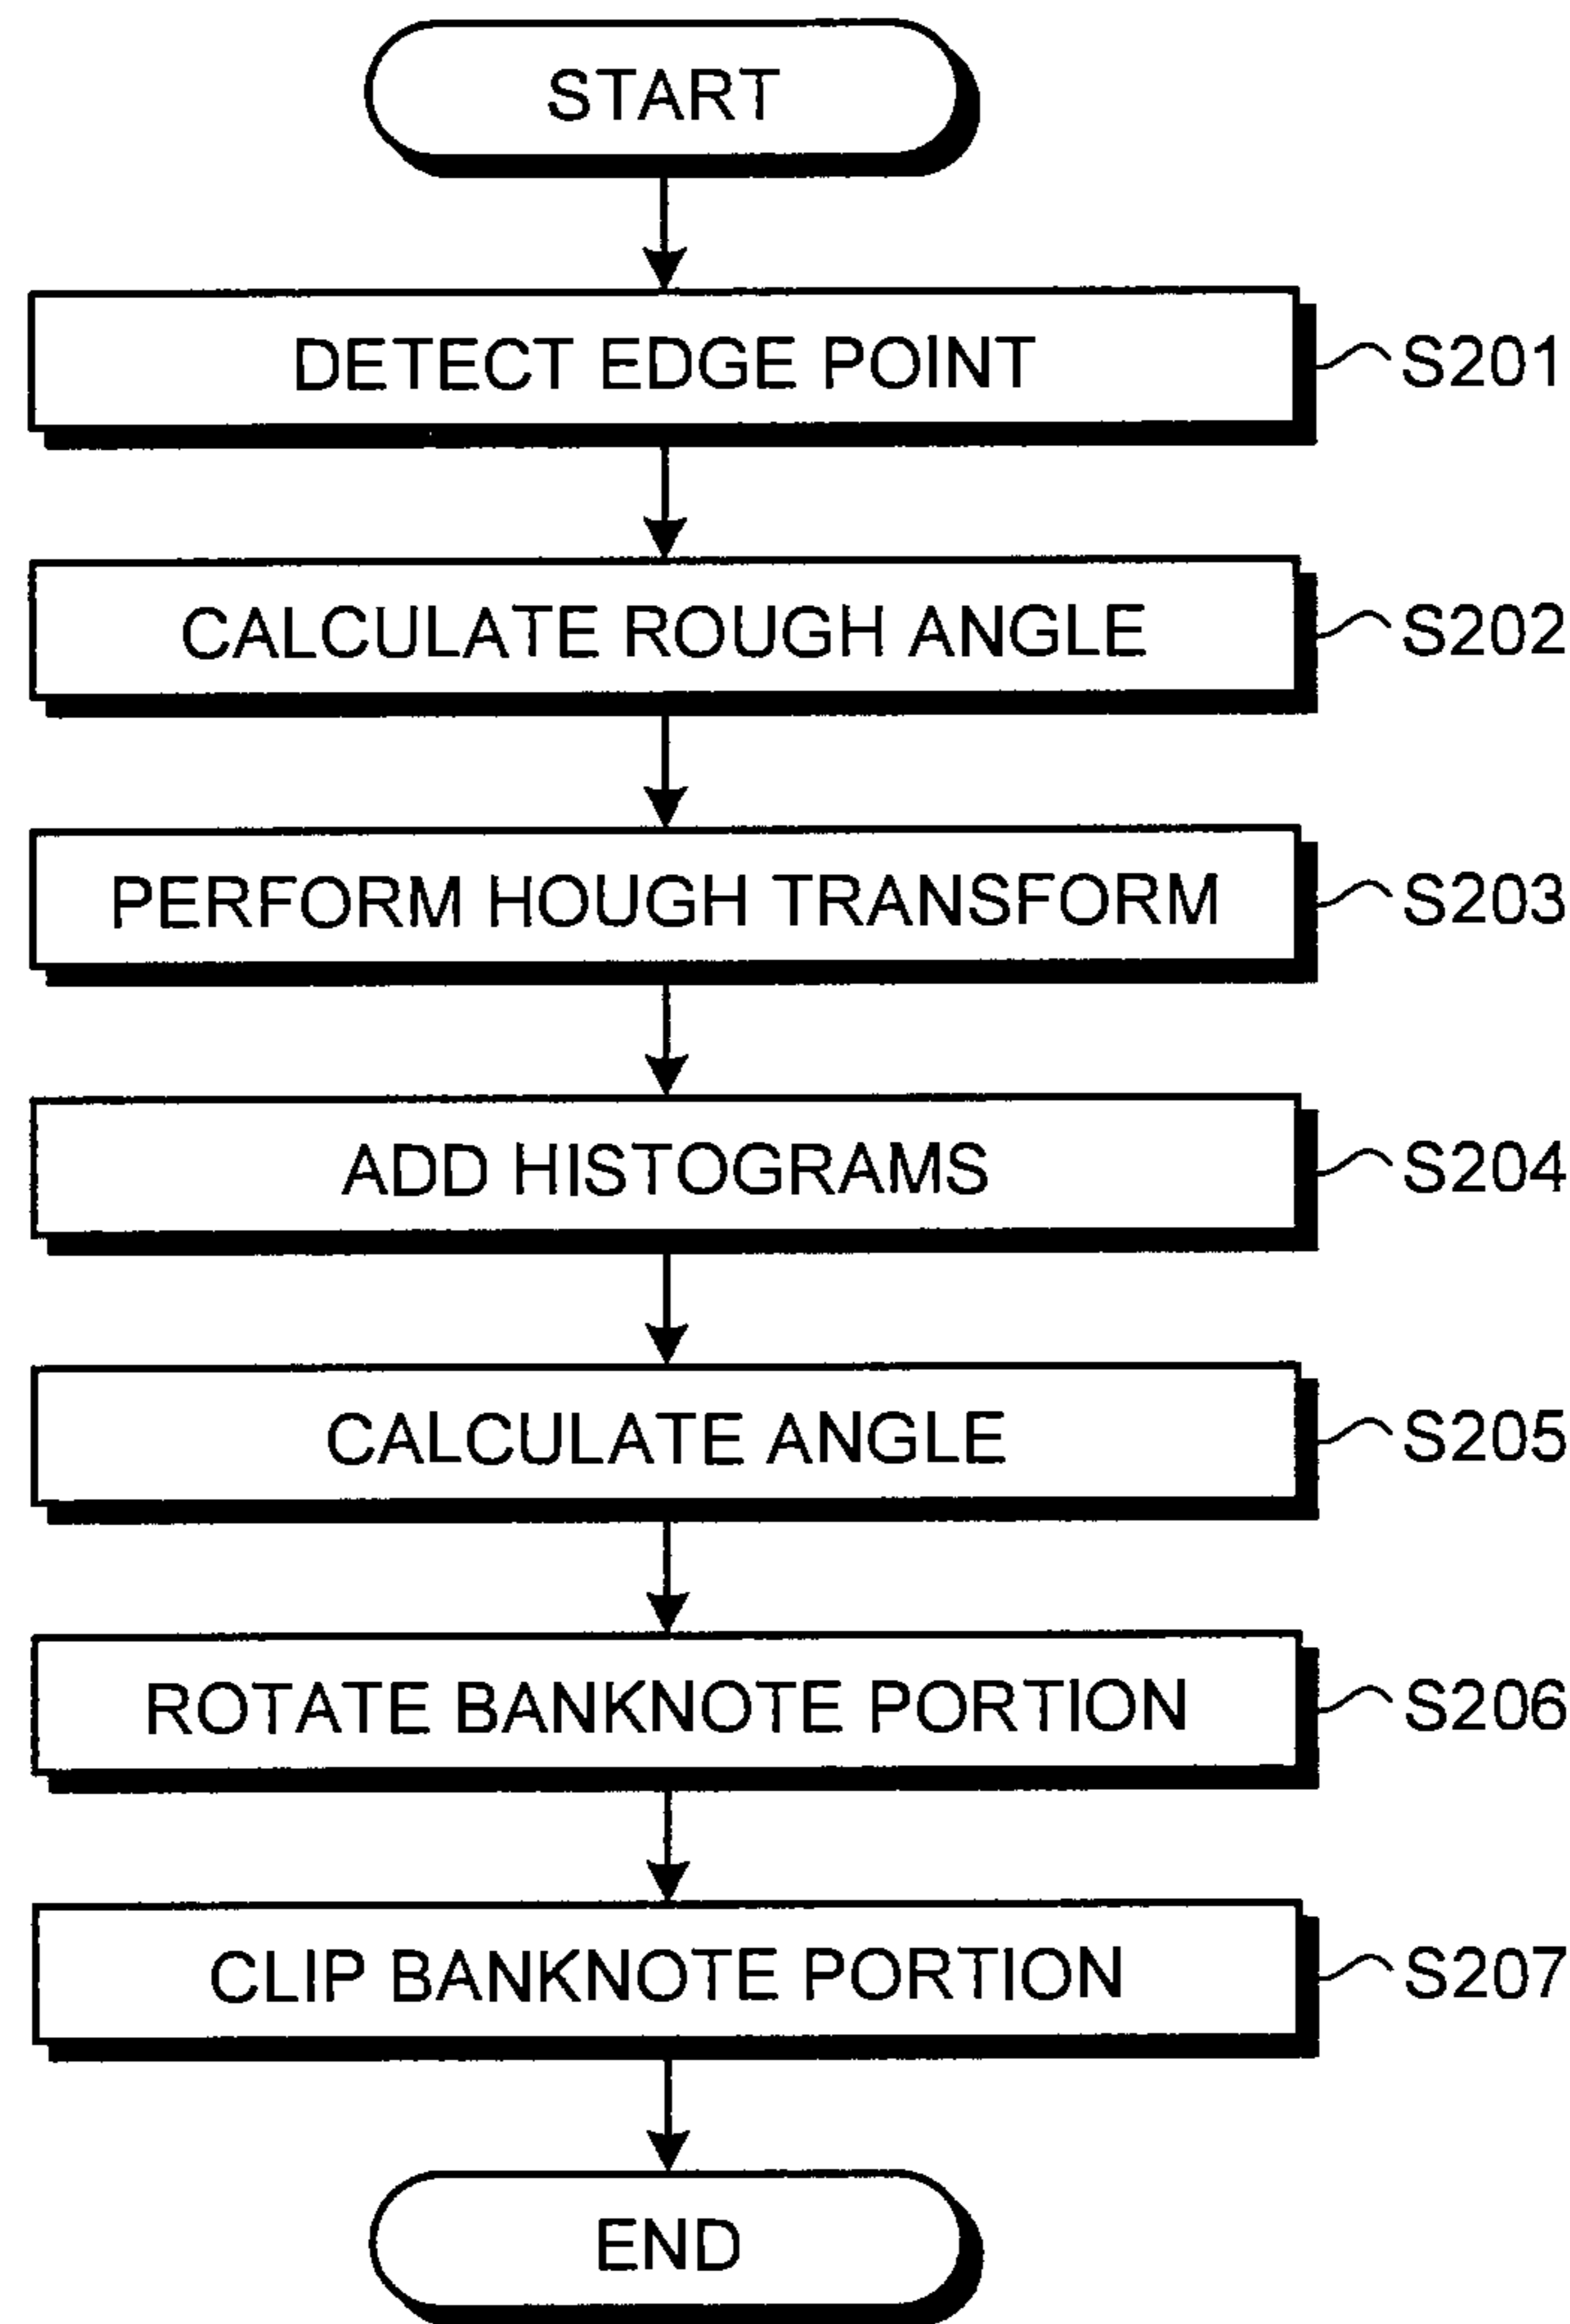 START
DETECT EDGE POINT S201
CALCULATE ROUGH ANGLE S202
PERFORM HOUGH TRANSFORM S203
ADD HISTOGRAMS S204
CALCULATE ANGLE S205
ROTATE BANKNOTE PORTION S206
CLIP BANKNOTE PORTION S207
END